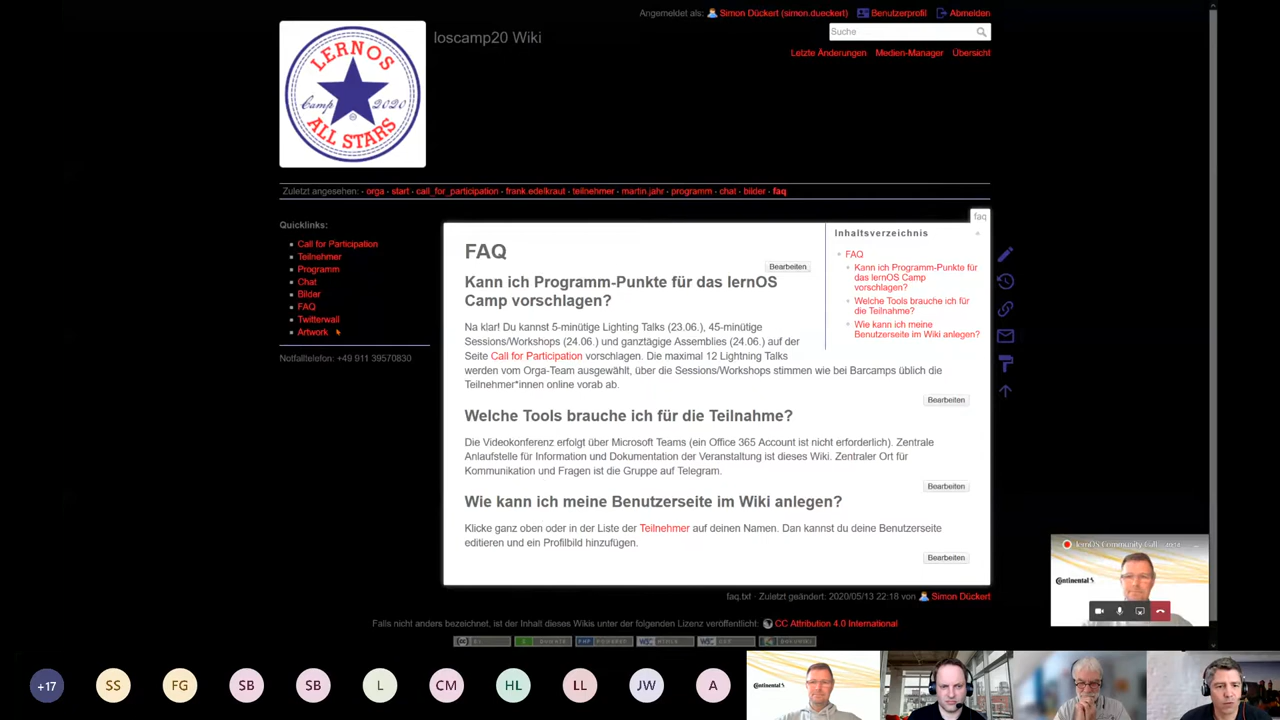 Angemeldet als: Simon Dückert (simon.dueckert) Benutzerprofil Abmelden
LERNOS
Camp 2020
ALL STARS
loscamp20 Wiki
Suche
Letzte Änderungen Medien-Manager Übersicht
Zuletzt angesehen: · orga · start · call_for_participation · frank.edelkraut · teilnehmer · martin.jahr · programm · chat · bilder · faq
faq
Quicklinks:
Call for Participation
Teilnehmer
Programm
Chat
Bilder
FAQ
Twitterwall
Artwork
Notfalltelefon: +49 911 39570830
FAQ
Bearbeiten
Kann ich Programm-Punkte für das lernOS
Camp vorschlagen?
Na klar! Du kannst 5-minütige Lighting Talks (23.06.), 45-minütige
Sessions/Workshops (24.06.) und ganztägige Assemblies (24.06.) auf der
Seite Call for Participation vorschlagen. Die maximal 12 Lightning Talks
werden vom Orga-Team ausgewählt, über die Sessions/Workshops stimmen wie bei Barcamps üblich die
Teilnehmer*innen online vorab ab.
Bearbeiten
Welche Tools brauche ich für die Teilnahme?
Die Videokonferenz erfolgt über Microsoft Teams (ein Office 365 Account ist nicht erforderlich). Zentrale
Anlaufstelle für Information und Dokumentation der Veranstaltung ist dieses Wiki. Zentraler Ort für
Kommunikation und Fragen ist die Gruppe auf Telegram.
Bearbeiten
Wie kann ich meine Benutzerseite im Wiki anlegen?
Klicke ganz oben oder in der Liste der Teilnehmer auf deinen Namen. Dan kannst du deine Benutzerseite
editieren und ein Profilbild hinzufügen.
Bearbeiten
Inhaltsverzeichnis
FAQ
Kann ich Programm-Punkte für
das lernOS Camp
vorschlagen?
Welche Tools brauche ich für
die Teilnahme?
Wie kann ich meine
Benutzerseite im Wiki anlegen?
faq.txt · Zuletzt geändert: 2020/05/13 22:18 von Simon Dückert
Falls nicht anders bezeichnet, ist der Inhalt dieses Wikis unter der folgenden Lizenz veröffentlicht: CC Attribution 4.0 International
lernOS Community Call
Continental
+17
SS
FG
SB
SB
L
CM
HL
LL
JW
A
Continental